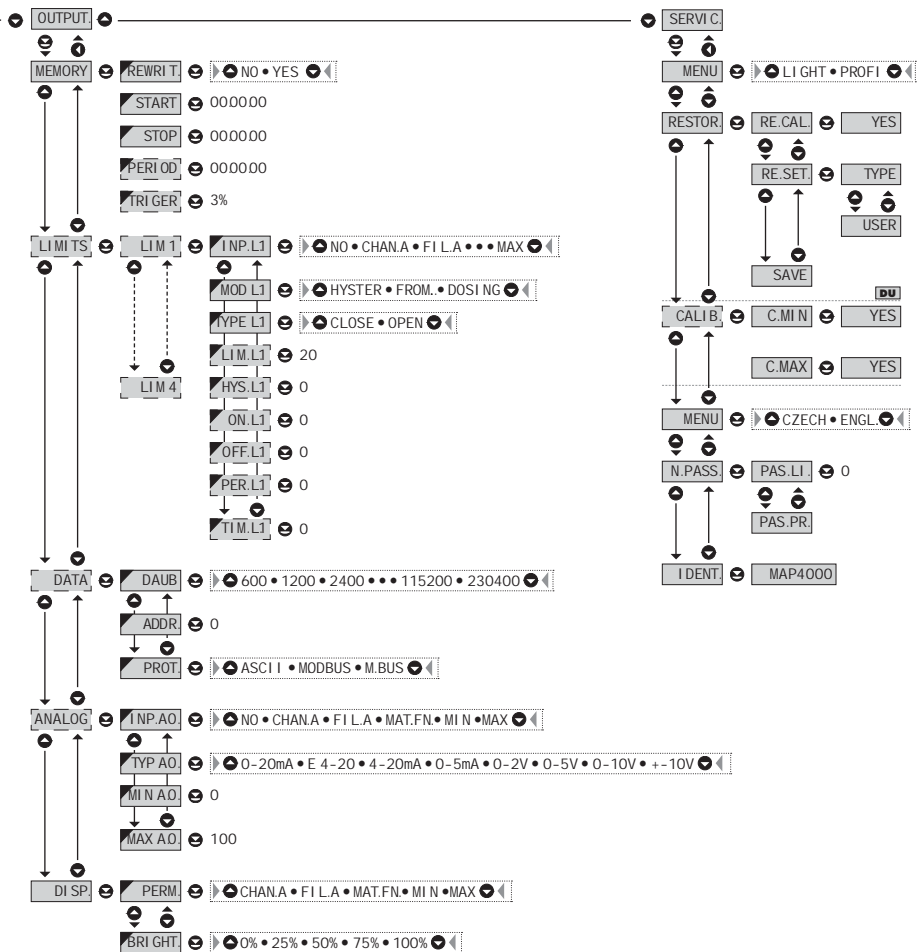 OUTPUT.
MEMORY REWRIT. NO • YES
START 00.00.00
STOP 00.00.00
PERIOD 00.00.00
TRIGER 3%
LIMITS LIM 1 INP.L1 NO • CHAN.A • FIL.A • • • MAX
MOD L1 HYSTER • FROM.. • DOSING
TYPE L1 CLOSE • OPEN
LIM.L1 20
LIM 4 HYS.L1 0
ON.L1 0
OFF.L1 0
PER.L1 0
TIM.L1 0
DATA DAUB 600 • 1200 • 2400 • • • 115200 • 230400
ADDR. 0
PROT. ASCII • MODBUS • M.BUS
ANALOG INP.AO. NO • CHAN.A • FIL.A • MAT.FN. • MIN • MAX
TYP AO. 0-20mA • E 4-20 • 4-20mA • 0-5mA • 0-2V • 0-5V • 0-10V • +-10V
MIN AO. 0
MAX AO. 100
DISP. PERM. CHAN.A • FIL.A • MAT.FN. • MIN • MAX
BRIGHT. 0% • 25% • 50% • 75% • 100%
SERVIC.
MENU LIGHT • PROFI
RESTOR. RE.CAL. YES
RE.SET. TYPE
USER
SAVE
DU
CALIB. C.MIN YES
C.MAX YES
MENU CZECH • ENGL.
N.PASS. PAS.LI. 0
PAS.PR.
IDENT. MAP4000